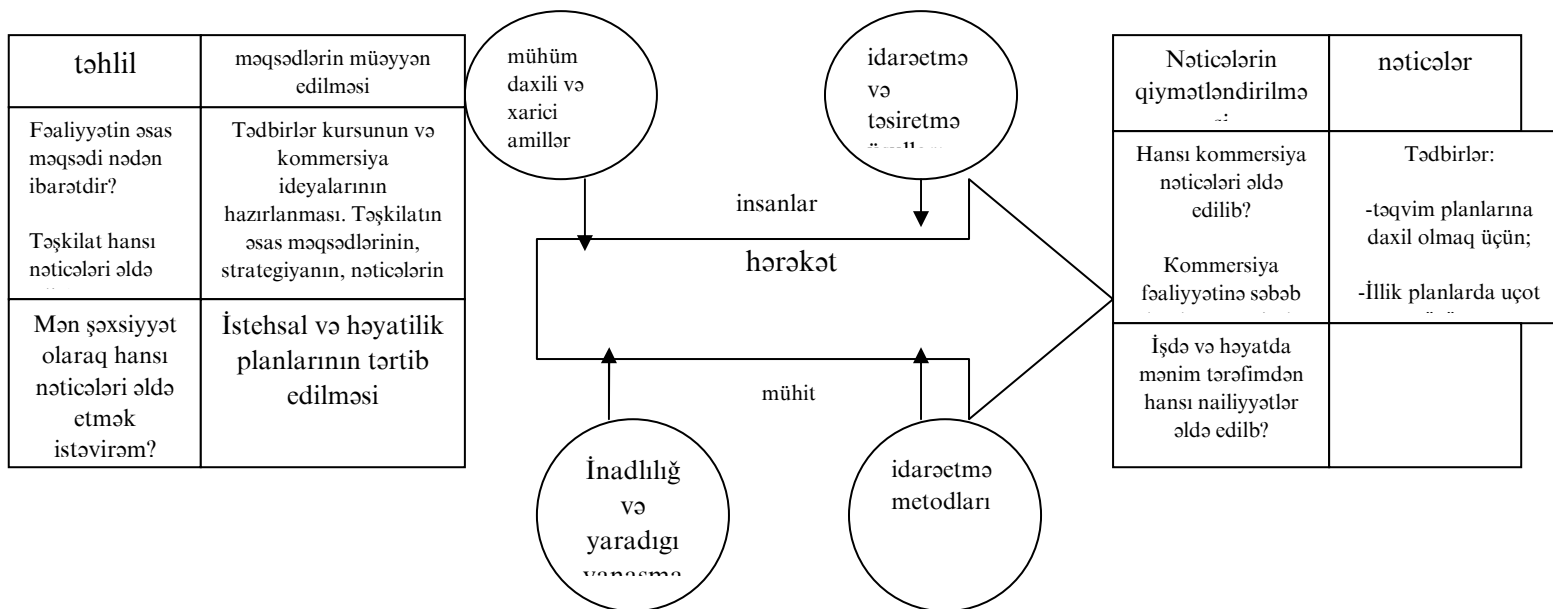 təhlil
məqsədlərin müəyyən
edilməsi
Fəaliyyətin əsas
məqsədi nədən
ibarətdir?
Təşkilat hansı
nəticələri əldə
Tədbirlər kursunun və
kommersiya
ideyalarının
hazırlanması. Təşkilatın
əsas məqsədlərinin,
strategiyanın, nəticələrin
Mən şəxsiyyət
olaraq hansı
nəticələri əldə
etmək
istəyirəm?
İstehsal və həyatilik
planlarının tərtib
edilməsi
mühüm
daxili və
xarici
amillər
idarəetmə
və
təsiretmə
insanlar
hərəkət
mühit
İnadlılığ
və
yaradıgı
yanaşma
idarəetmə
metodları
Nəticələrin
qiymətləndirilmə
nəticələr
Hansı kommersiya
nəticələri əldə
edilib?
Kommersiya
fəaliyyətinə səbəb
Tədbirlər:
-təqvim planlarına
daxil olmaq üçün;
-İllik planlarda uçot
İşdə və həyatda
mənim tərəfimdən
hansı nailiyyətlər
əldə edilb?